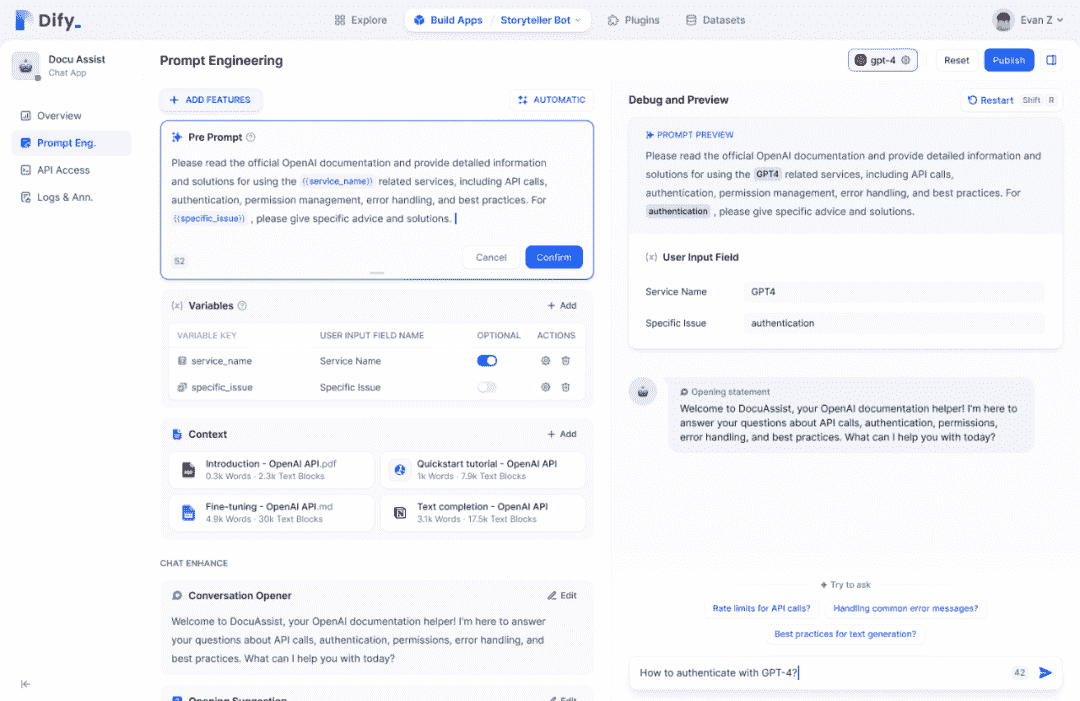 Dify_
Explore
Build Apps / Storyteller Bot
Plugins
Datasets
Evan Z
Docu Assist
Chat App
Overview
Prompt Eng.
API Access
Logs & Ann.
Prompt Engineering
gpt-4
Reset
Publish
+ ADD FEATURES
AUTOMATIC
Pre Prompt
Please read the official OpenAI documentation and provide detailed information
and solutions for using the {{service_name}} related services, including API calls,
authentication, permission management, error handling, and best practices. For
{{specific_issue}} , please give specific advice and solutions.
52
Cancel
Confirm
(x) Variables
+ Add
VARIABLE KEY USER INPUT FIELD NAME OPTIONAL ACTIONS
service_name Service Name
specific_issue Specific Issue
Context
+ Add
Introduction - OpenAI API.pdf
0.3k Words · 2.3k Text Blocks
Quickstart tutorial - OpenAI API
1k Words · 7.9k Text Blocks
Fine-tuning - OpenAI API.md
4.9k Words · 30k Text Blocks
Text completion - OpenAI API
3.1k Words · 17.5k Text Blocks
CHAT ENHANCE
Conversation Opener
Edit
Welcome to DocuAssist, your OpenAI documentation helper! I'm here to answer
your questions about API calls, authentication, permissions, error handling, and
best practices. What can I help you with today?
Opening Suggestion
Edit
Debug and Preview
Restart Shift R
PROMPT PREVIEW
Please read the official OpenAI documentation and provide detailed information and
solutions for using the GPT4 related services, including API calls,
authentication, permission management, error handling, and best practices. For
authentication , please give specific advice and solutions.
(x) User Input Field
Service Name GPT4
Specific Issue authentication
Opening statement
Welcome to DocuAssist, your OpenAI documentation helper! I'm here to
answer your questions about API calls, authentication, permissions,
error handling, and best practices. What can I help you with today?
Try to ask
Rate limits for API calls?
Handling common error messages?
Best practices for text generation?
How to authenticate with GPT-4?
42